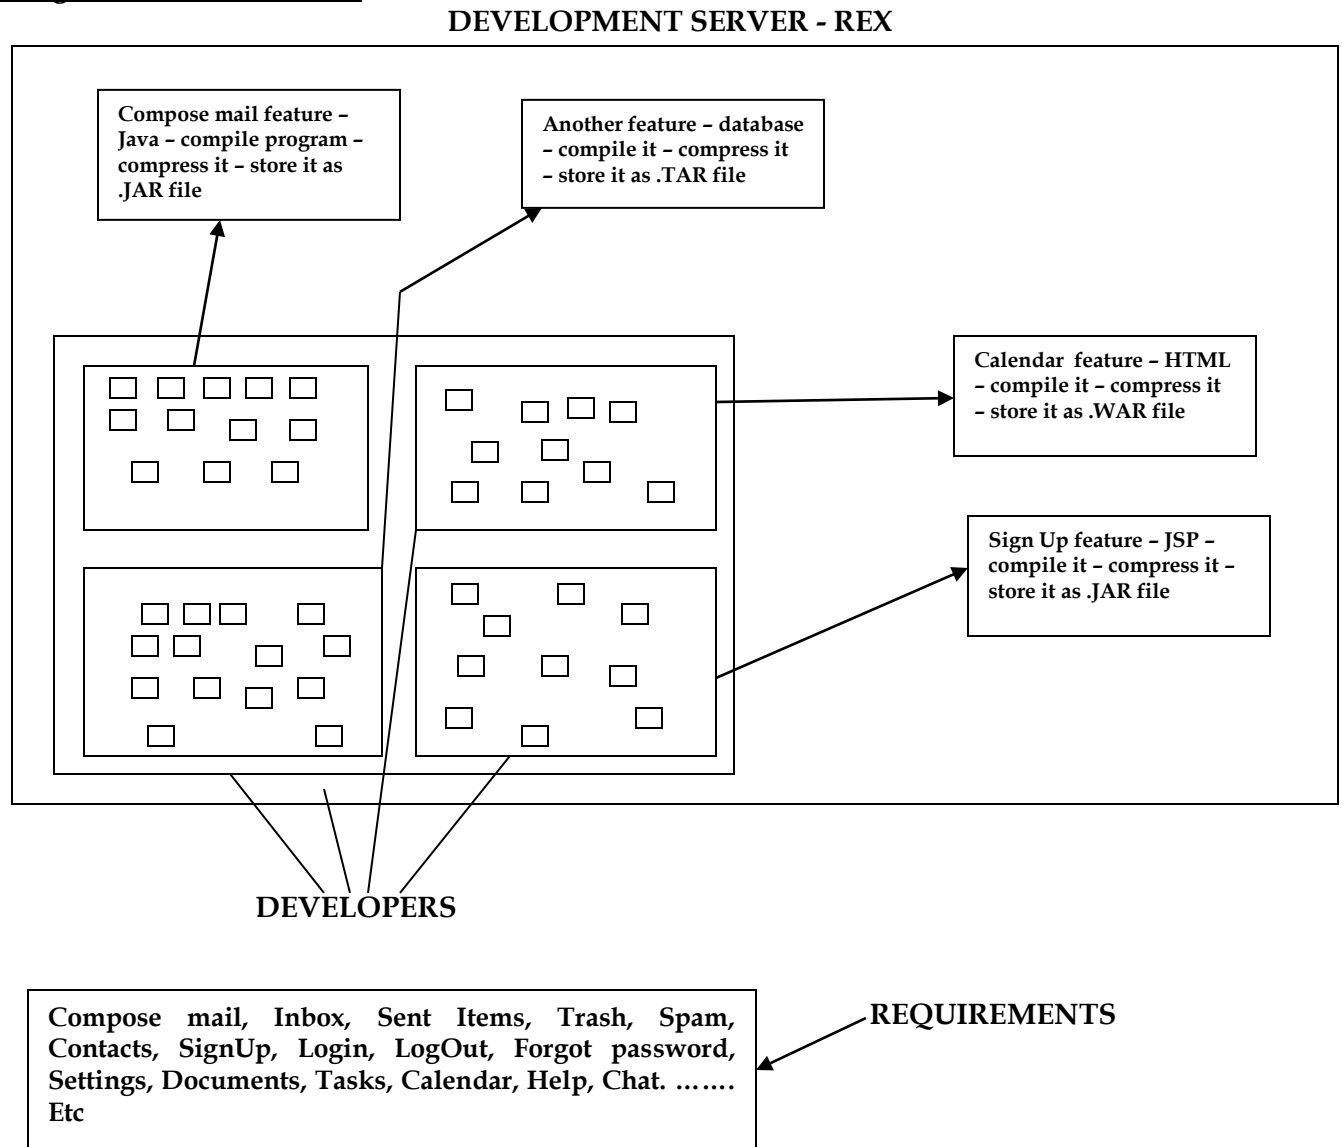 DEVELOPMENT SERVER - REX
Compose mail feature –
Java – compile program –
compress it – store it as
.JAR file
Another feature – database
– compile it – compress it
– store it as .TAR file
Calendar  feature – HTML
– compile it – compress it
– store it as .WAR file
Sign Up feature – JSP –
compile it – compress it –
store it as .JAR file
DEVELOPERS
REQUIREMENTS
Compose mail, Inbox, Sent Items, Trash, Spam,
Contacts, SignUp, Login, LogOut, Forgot password,
Settings, Documents, Tasks, Calendar, Help, Chat. …….
Etc